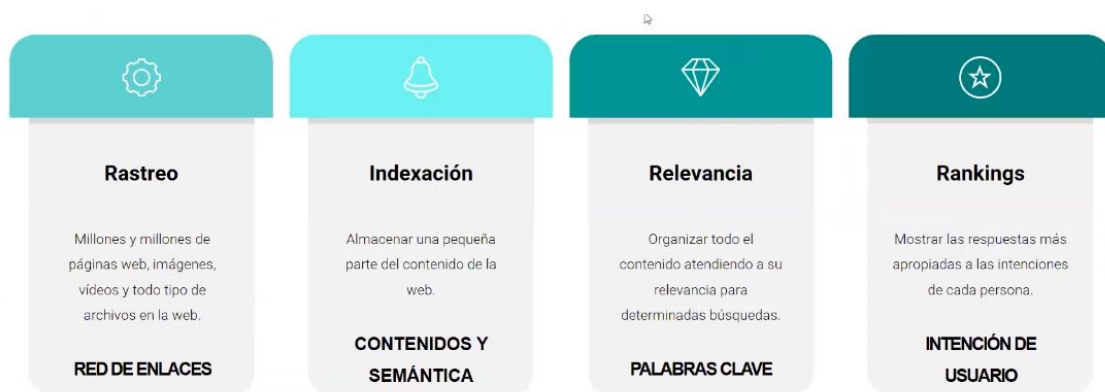 Rastreo
Millones y millones de
páginas web, imágenes,
vídeos y todo tipo de
archivos en la web.
RED DE ENLACES
Indexación
Almacenar una pequeña
parte del contenido de la
web.
CONTENIDOS Y
SEMÁNTICA
Relevancia
Organizar todo el
contenido atendiendo a su
relevancia para
determinadas búsquedas.
PALABRAS CLAVE
Rankings
Mostrar las respuestas más
apropiadas a las intenciones
de cada persona.
INTENCIÓN DE
USUARIO